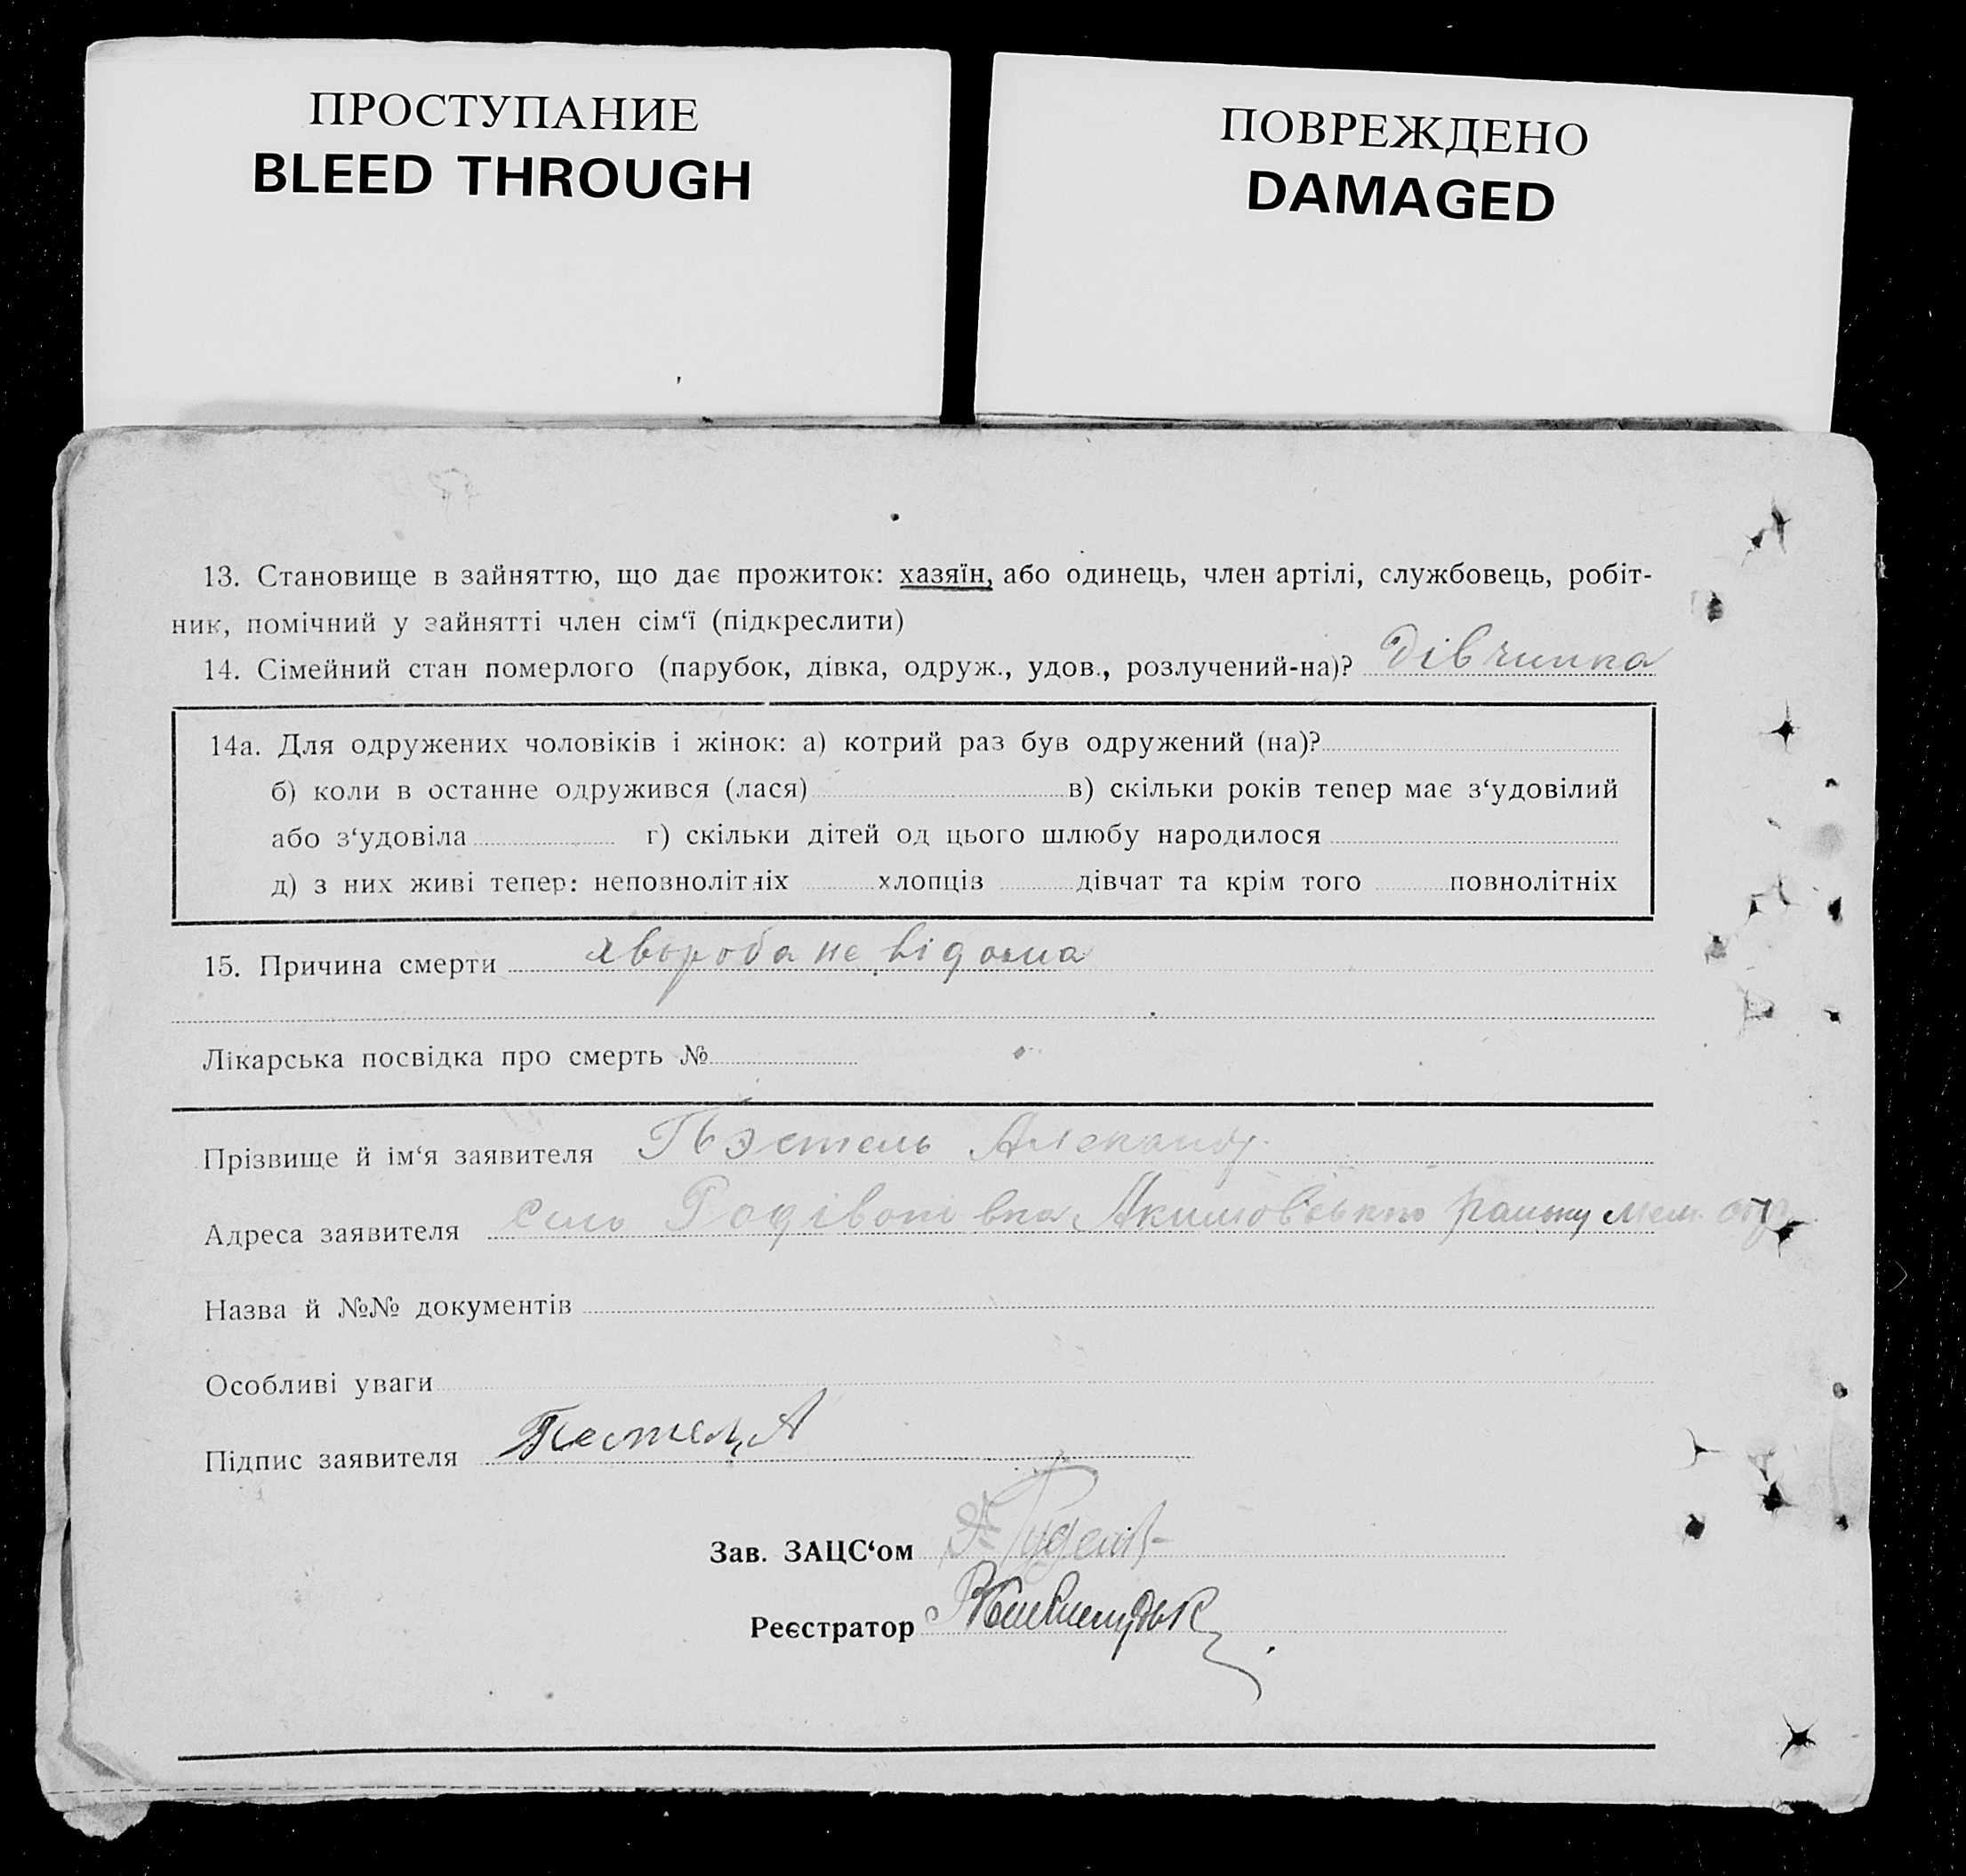 ПРОСТУПАНИЕ
BLEED THROUGH
ПОВРЕЖДЕНО
DAMAGED
13. Становище в зайняттю, що дає прожиток: хазяїн, або одинець, член артілі, службовець, робіт-
ник, помічний у зайнятті член сім‘ї (підкреслити)
14. Сімейний стан померлого (парубок, дівка, одруж., удов., розлучений-на)? Дівчинка
14а. Для одружених чоловіків і жінок: а) котрий раз був одружений (на)?
б) коли в останне одружився (лася) в) скільки років тепер має з‘удовілий
або з‘удовіла г) скільки дітей од цього шлюбу народилося
д) з них живі тепер: неповнолітніх хлопців дівчат та крім того повнолітніх
15. Причина смерти хвороба не відома
Лікарська посвідка про смерть №
Прізвище й ім‘я заявителя Александр
Адреса заявителя село Акимовського району Мел. окр
Назва й №№ документів
Особливі уваги
Підпис заявителя А
Зав. ЗАЦС‘ом
Реєстратор